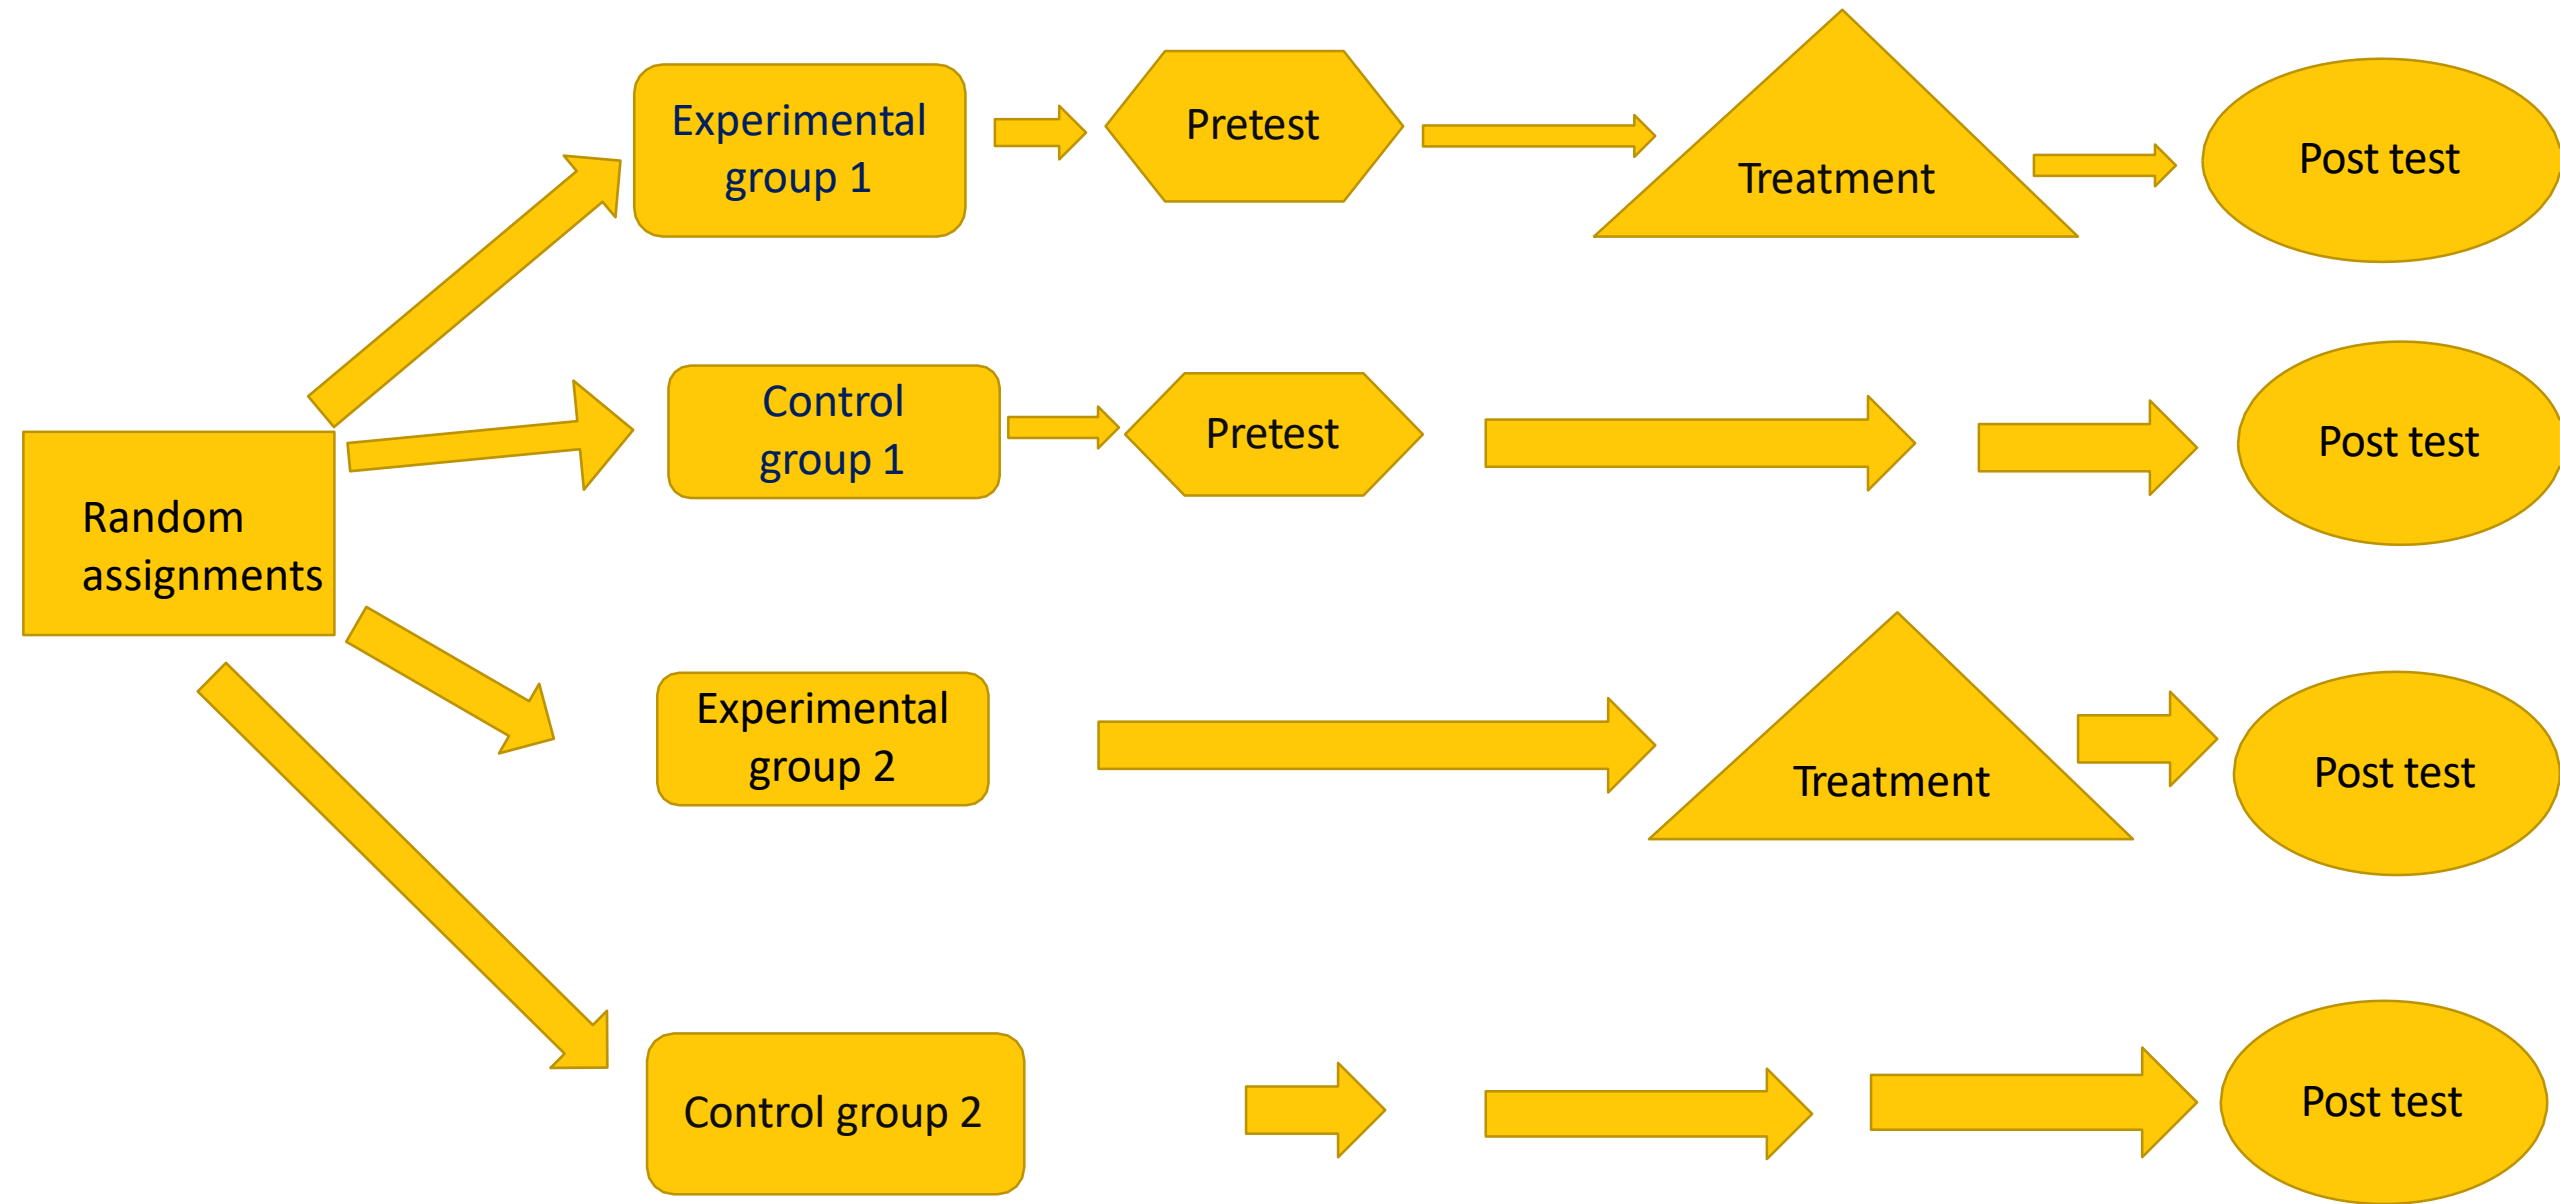 Experimental
group 1
Pretest
Treatment
Post test
Control
group 1
Pretest
Post test
Random
assignments
Experimental
group 2
Treatment
Post test
Control group 2
Post test